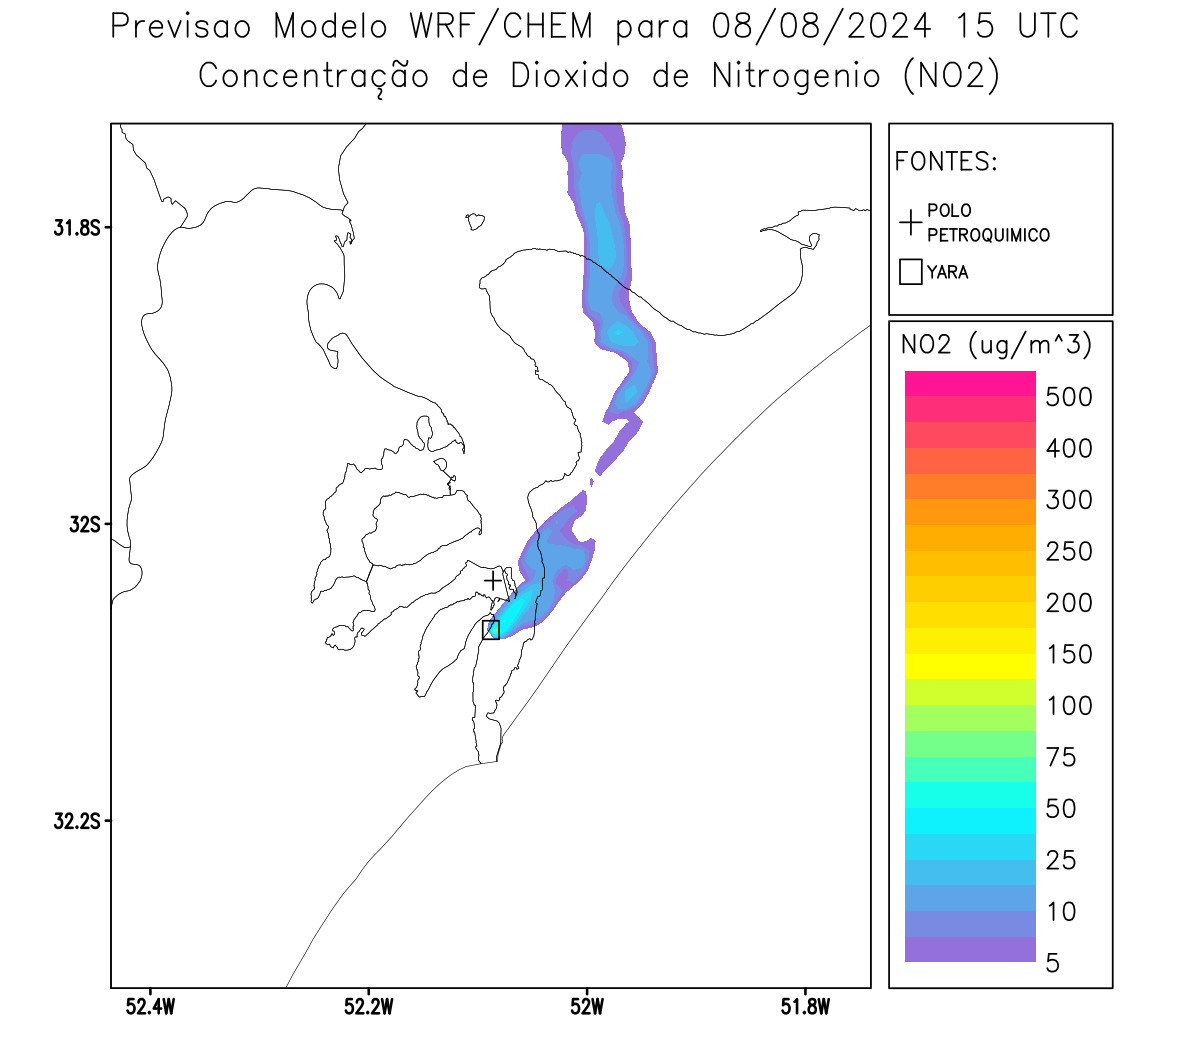 Previsao Modelo WRF/CHEM para 08/08/2024 15 UTC
Concentração de Dioxido de Nitrogenio (NO2)
FONTES:
POLO
PETROQUIMICO
YARA
NO2 (ug/m^3)
500
400
300
250
200
150
100
75
50
25
10
5
31.8S
32S
32.2S
52.4W
52.2W
52W
51.8W